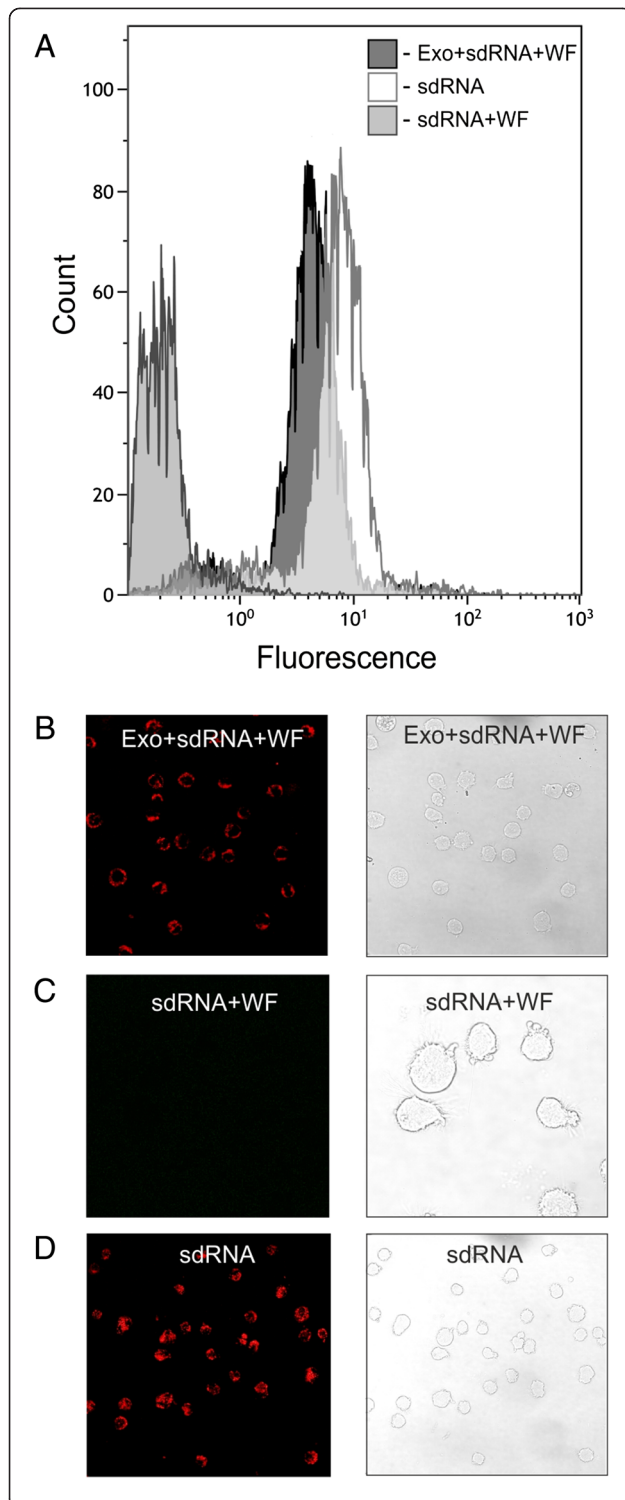 A
- Exo+sdRNA+WF
- sdRNA
- sdRNA+WF
100
80
60
40
20
0
Count
10⁰ 10¹ 10² 10³
Fluorescence
B
Exo+sdRNA+WF Exo+sdRNA+WF
C
sdRNA+WF sdRNA+WF
D
sdRNA sdRNA